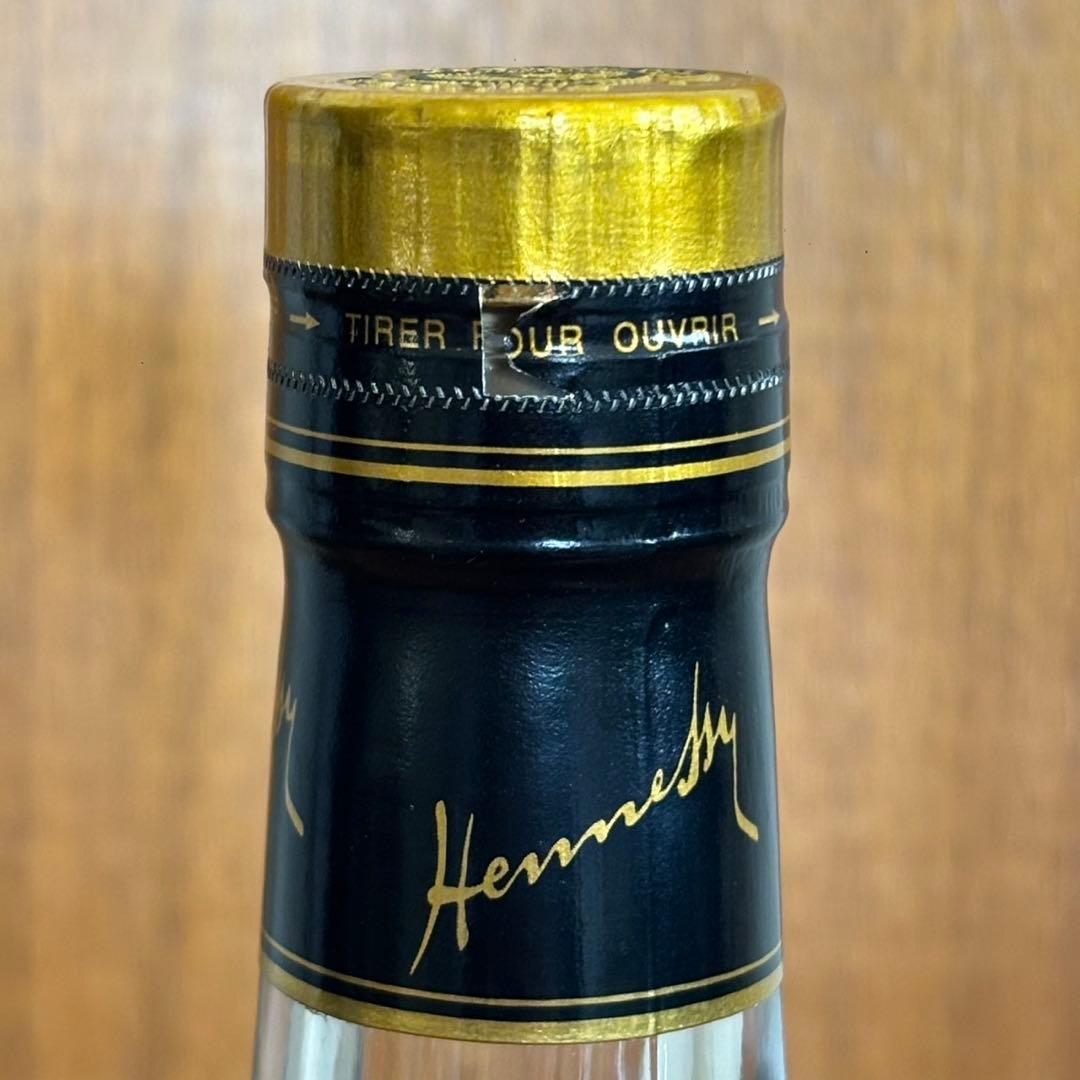 → TIRER POUR OUVRIR →
Hennessy